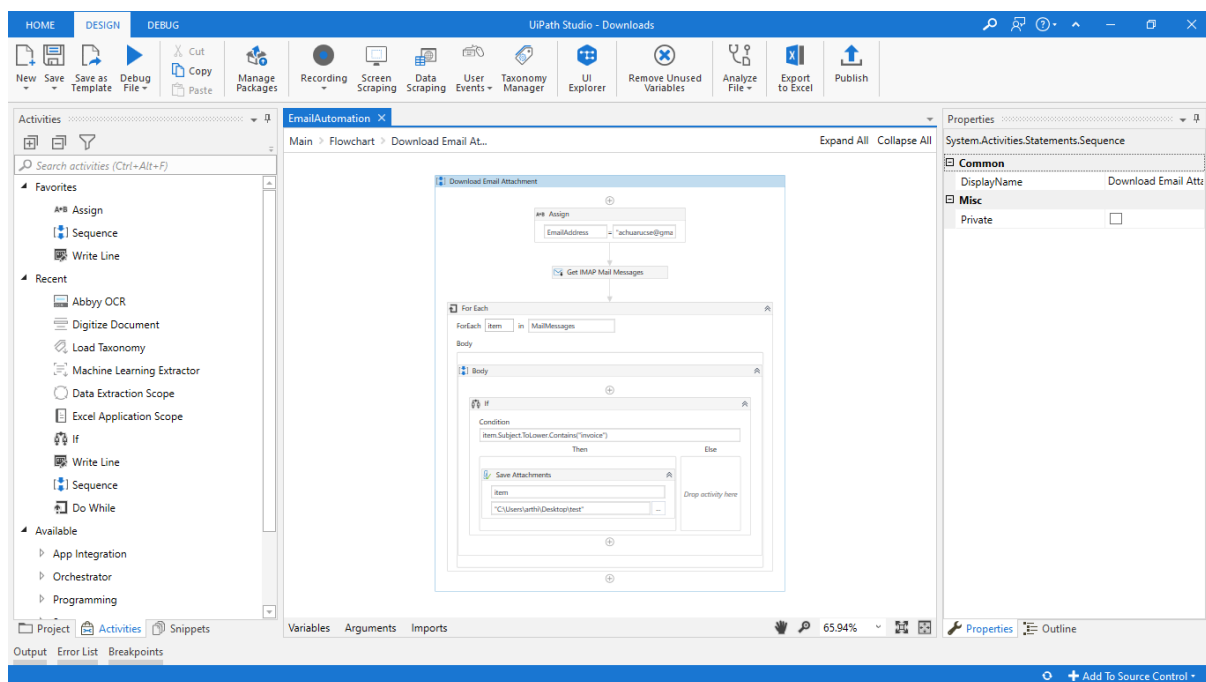 HOME DESIGN DEBUG UiPath Studio - Downloads
New Save Save as Template Debug File Cut Copy Paste Manage Packages Recording Screen Scraping Data Scraping User Events Taxonomy Manager UI Explorer Remove Unused Variables Analyze File Export to Excel Publish
Activities
Search activities (Ctrl+Alt+F)
Favorites
A+B Assign
Sequence
Write Line
Recent
Abbyy OCR
Digitize Document
Load Taxonomy
Machine Learning Extractor
Data Extraction Scope
Excel Application Scope
If
Write Line
Sequence
Do While
Available
App Integration
Orchestrator
Programming
Project Activities Snippets
EmailAutomation
Main > Flowchart > Download Email At... Expand All Collapse All
Download Email Attachment
A+B Assign
EmailAddress = "achuarucse@gma
Get IMAP Mail Messages
For Each
ForEach item in MailMessages
Body
Body
If
Condition
item.Subject.ToLower.Contains("invoice")
Then Else
Save Attachments
item
Drop activity here
"C:\Users\arthi\Desktop\test" ...
Variables Arguments Imports 65.94%
Properties
System.Activities.Statements.Sequence
Common
DisplayName Download Email Atta
Misc
Private
Properties Outline
Output Error List Breakpoints
Add To Source Control